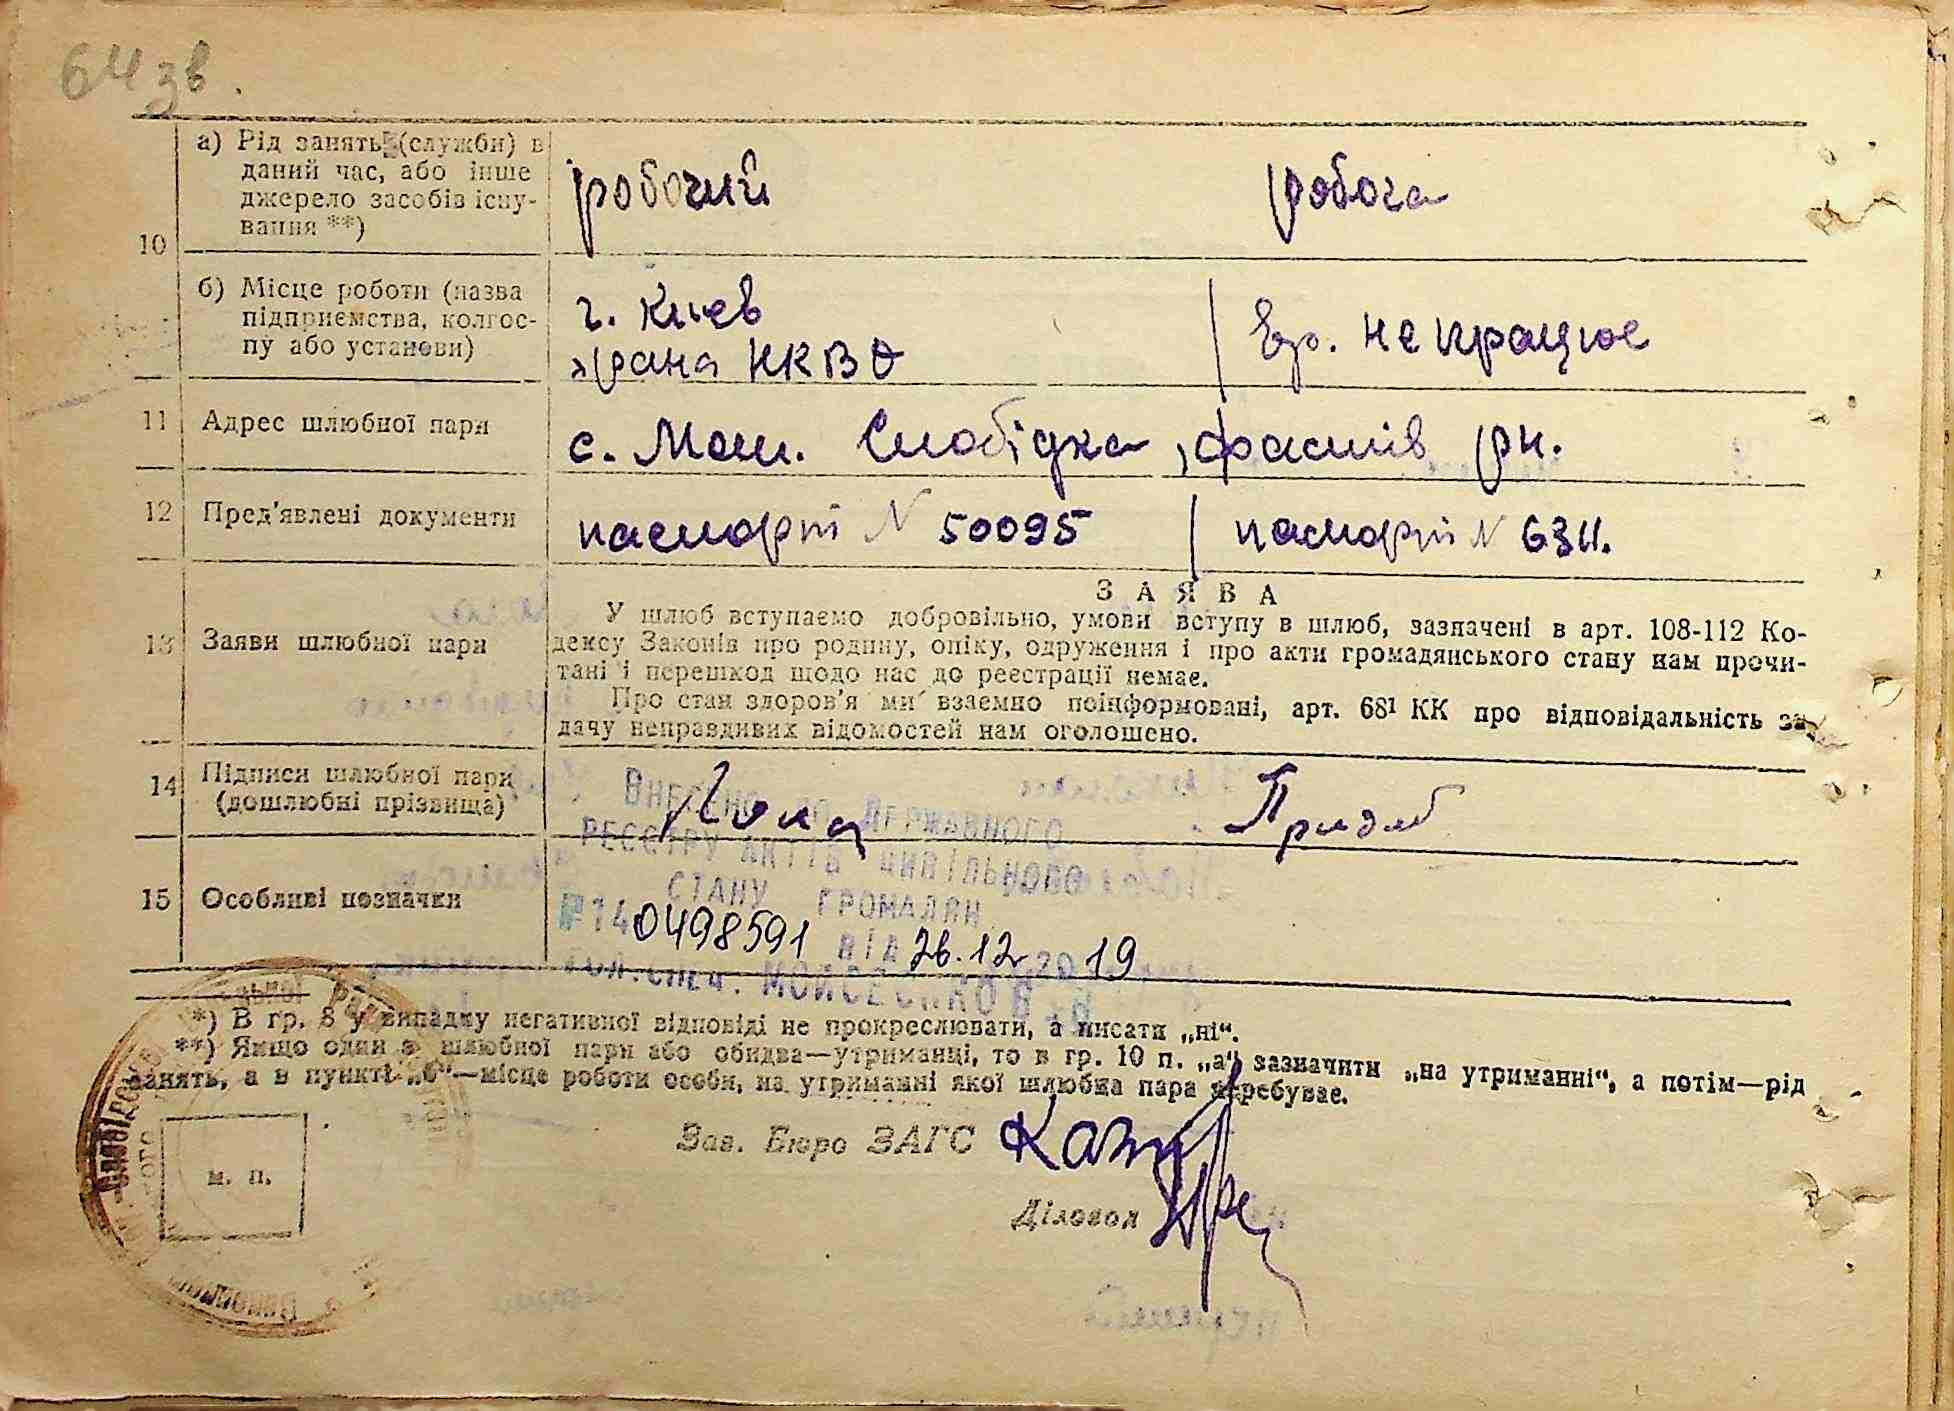 64 зв.
а) Рід занять (служби) в
даний час, або інше
джерело засобів існу-
вання **)
робочий
робоча
10
б) Місце роботи (назва
підприємства, колгос-
пу або установи)
г. Киев
НКВД
не працює
11 Адрес шлюбної пари
с. Мот. Слобідка, Фастів рн.
12 Пред'явлені документи
паспорт N 50095
паспорт N 6311.
13 Заяви шлюбної пари
ЗАЯВА
У шлюб вступаємо добровільно, умови вступу в шлюб, зазначені в арт. 108-112 Ко-
дексу Законів про родину, опіку, одруження і про акти громадянського стану нам прочи-
тані і перешкод щодо нас до реєстрації немає.
Про стан здоров'я ми взаємно поінформовані, арт. 68¹ КК про відповідальність за
дачу неправдивих відомостей нам оголошено.
14 Підписи шлюбної пари
(дошлюбні прізвища)
Внесено до Державного
реєстру актів цивільного
стану громадян
15 Особливі позначки
№140498591 від 26.12 2019
гол.спец. Мойсеєнко В.В
*) В гр. 8 у випадку негативної відповіді не прокреслювати, а писати „ні“.
**) Якщо один з шлюбної пари або обидва—утриманці, то в гр. 10 п. „а“ зазначити „на утриманні“, а потім—рід
занять, а в пункті „б“—місце роботи особи, на утриманні якої шлюбна пара перебуває.
Зав. Бюро ЗАГС
м. п.
Діловод